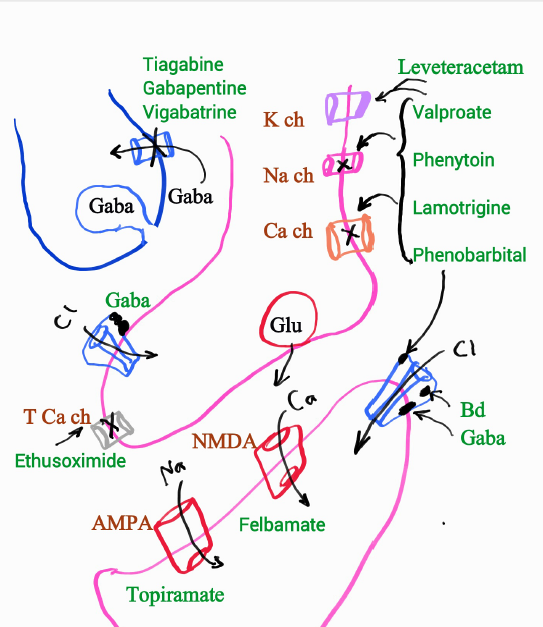 Tiagabine
Gabapentine
Vigabatrine
Leveteracetam
K ch
Valproate
Na ch
Phenytoin
Gaba
Gaba
Lamotrigine
Ca ch
Phenobarbital
Gaba
Cl
Glu
Cl
Ca
T Ca ch
Bd
Gaba
NMDA
Ethusoximide
Na
AMPA
Felbamate
Topiramate